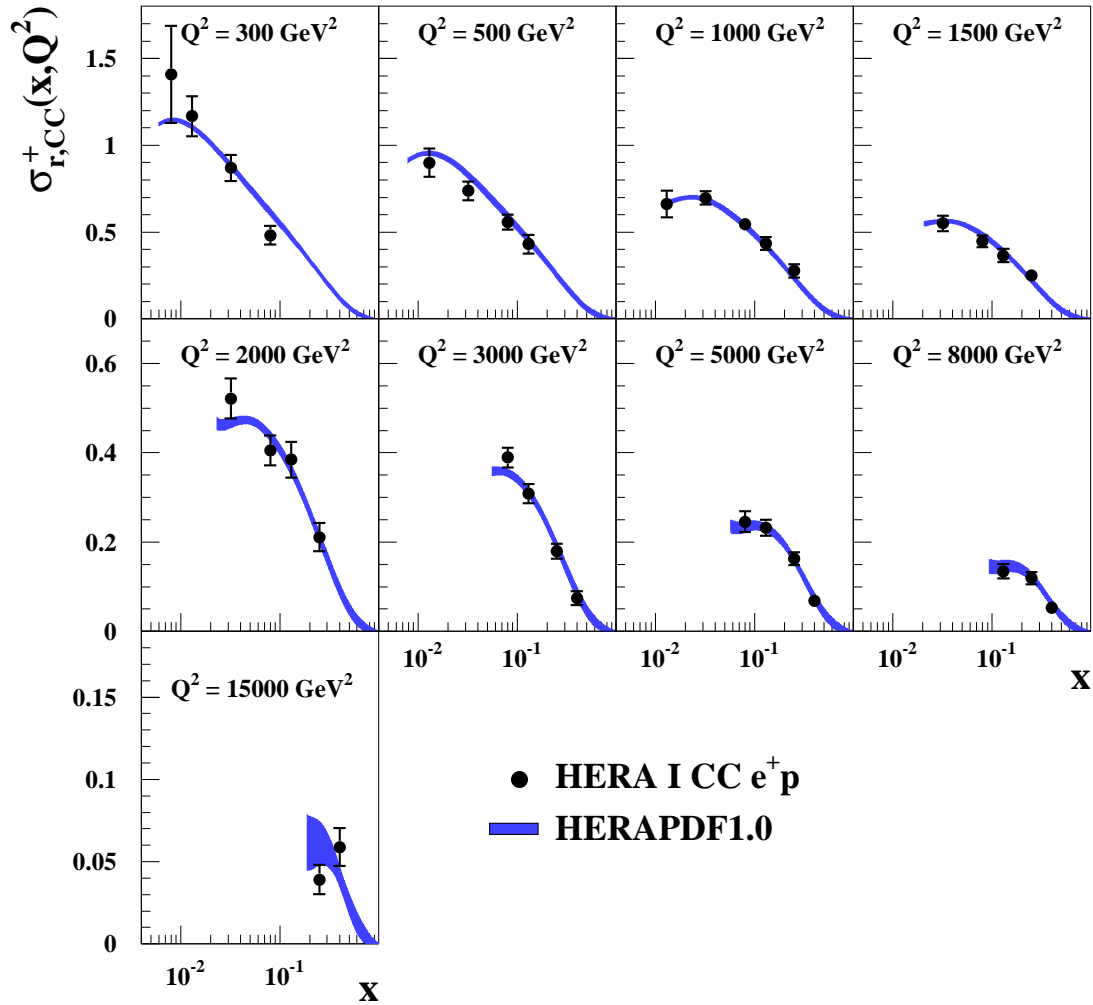 σ⁺r,CC(x,Q²)
Q² = 300 GeV²
Q² = 500 GeV²
Q² = 1000 GeV²
Q² = 1500 GeV²
1.5
1
0.5
0
Q² = 2000 GeV²
Q² = 3000 GeV²
Q² = 5000 GeV²
Q² = 8000 GeV²
0.6
0.4
0.2
0
10⁻² 10⁻¹
10⁻² 10⁻¹
10⁻² 10⁻¹
x
Q² = 15000 GeV²
0.15
0.1
0.05
0
10⁻² 10⁻¹
x
HERA I CC e⁺p
HERAPDF1.0